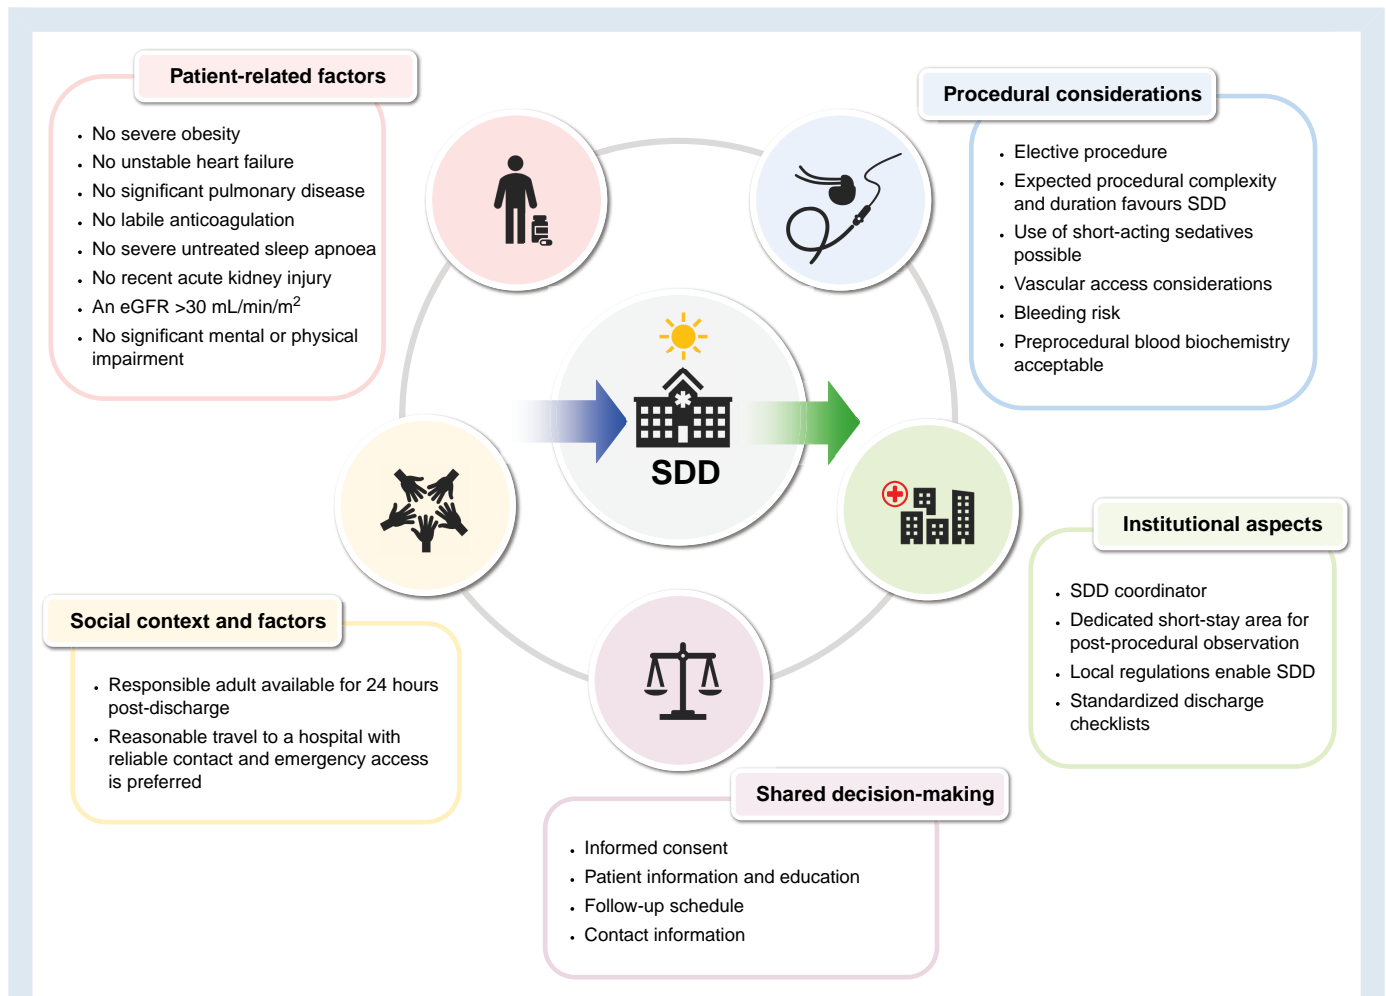 Patient-related factors
• No severe obesity
• No unstable heart failure
• No significant pulmonary disease
• No labile anticoagulation
• No severe untreated sleep apnoea
• No recent acute kidney injury
• An eGFR >30 mL/min/m²
• No significant mental or physical
impairment
Procedural considerations
• Elective procedure
• Expected procedural complexity
and duration favours SDD
• Use of short-acting sedatives
possible
• Vascular access considerations
• Bleeding risk
• Preprocedural blood biochemistry
acceptable
SDD
Institutional aspects
• SDD coordinator
• Dedicated short-stay area for
post-procedural observation
• Local regulations enable SDD
• Standardized discharge
checklists
Social context and factors
• Responsible adult available for 24 hours
post-discharge
• Reasonable travel to a hospital with
reliable contact and emergency access
is preferred
Shared decision-making
• Informed consent
• Patient information and education
• Follow-up schedule
• Contact information